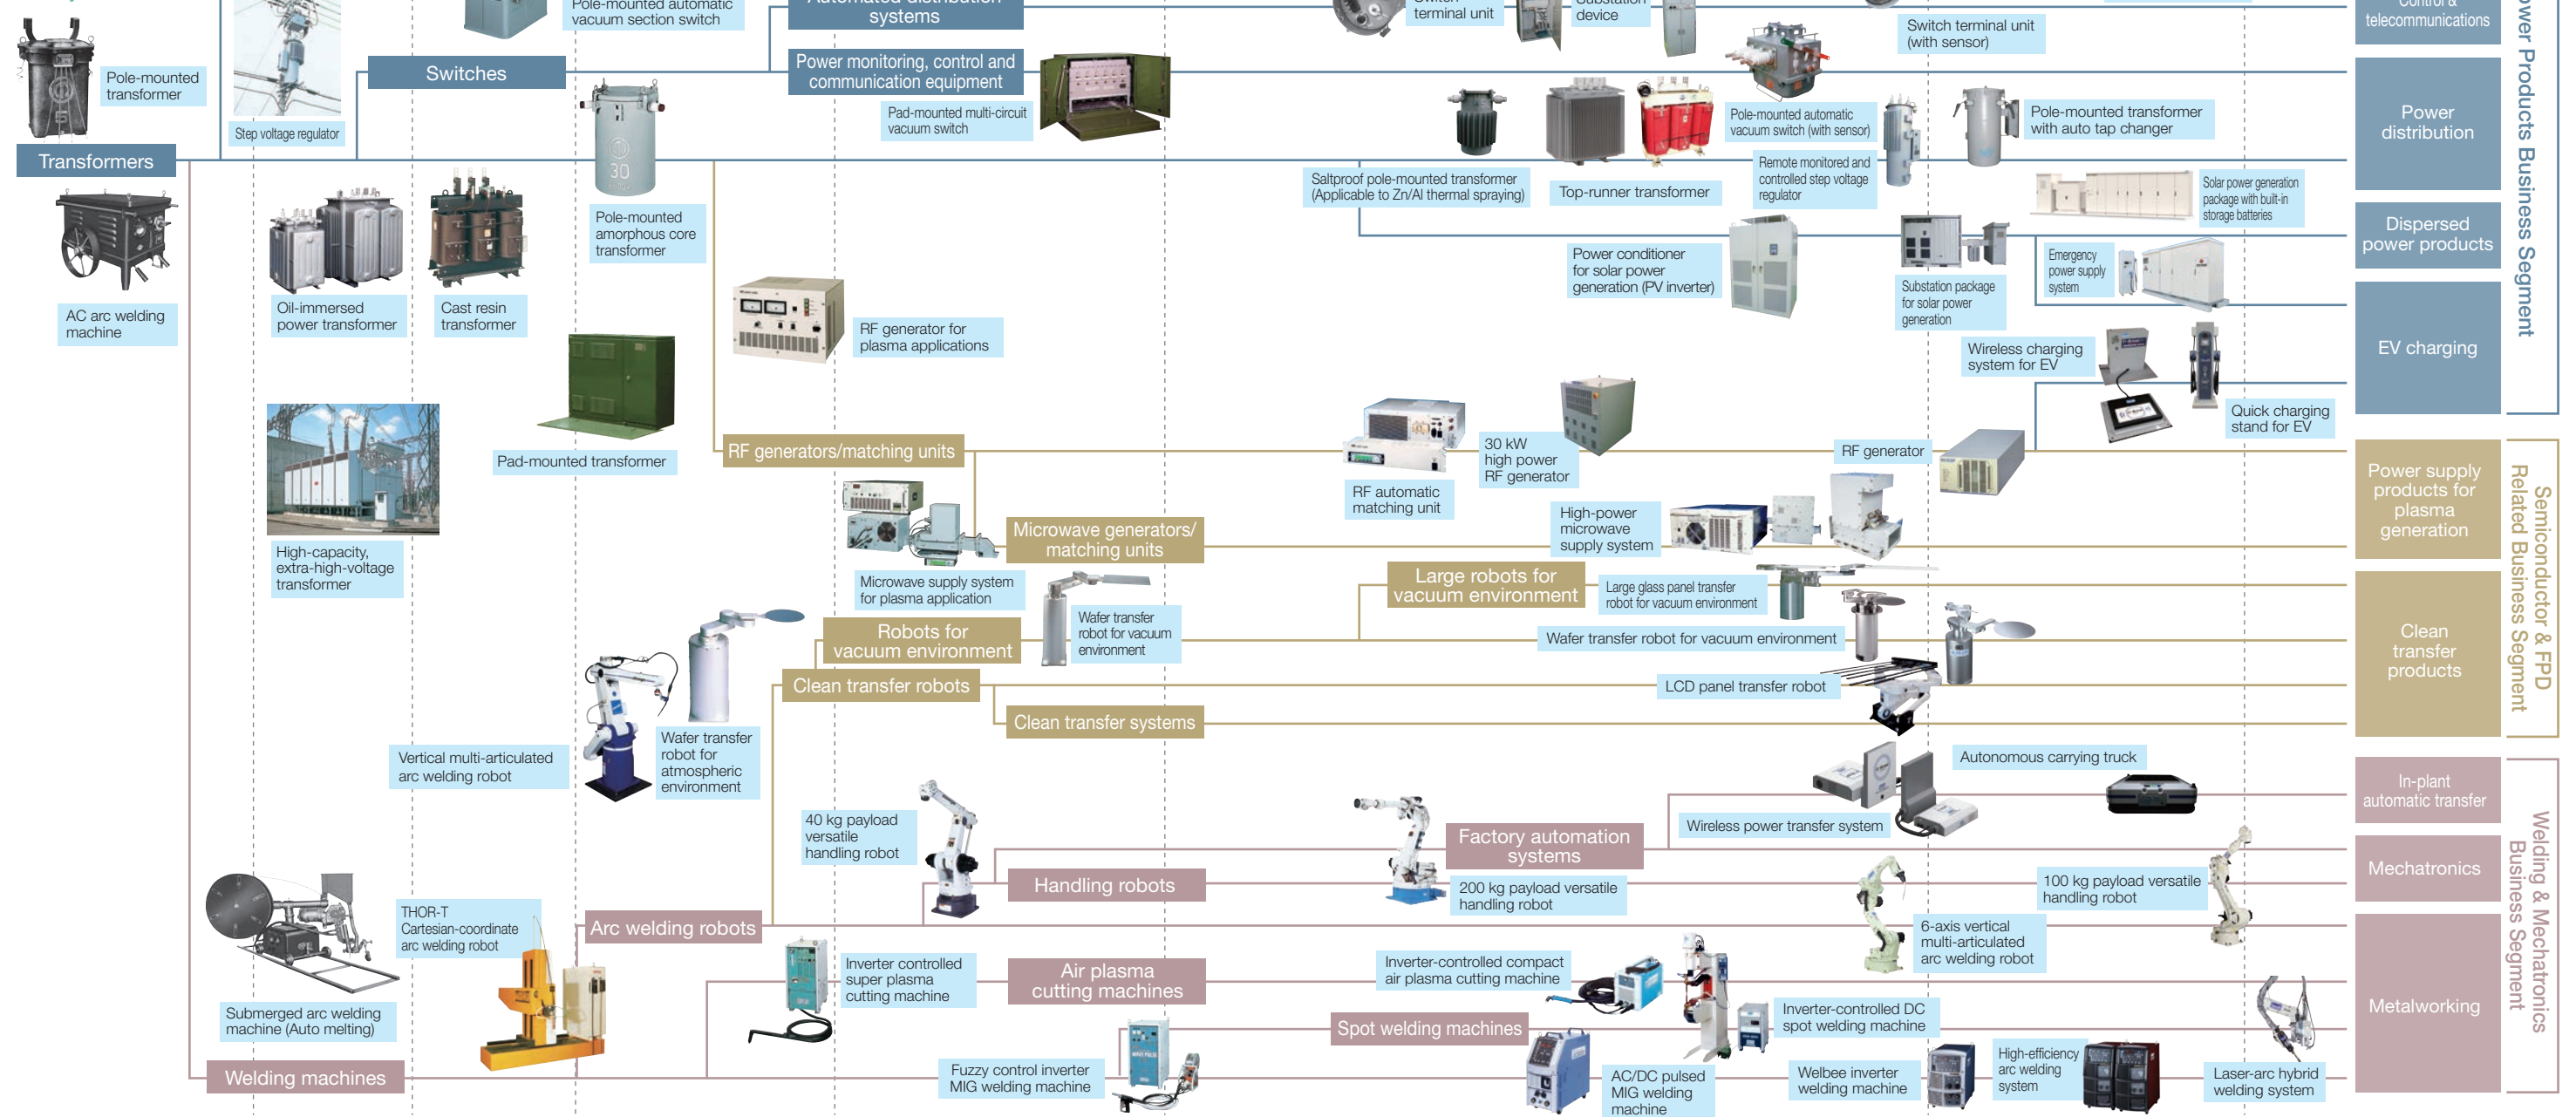 Pole-mounted automatic
vacuum section switch
Automated distribution
systems
Switch
terminal unit
Substation
device
Switch terminal unit
(with sensor)
Control &
telecommunications
Pole-mounted
transformer
Step voltage regulator
Switches
Power monitoring, control and
communication equipment
Pad-mounted multi-circuit
vacuum switch
Pole-mounted automatic
vacuum switch (with sensor)
Pole-mounted transformer
with auto tap changer
Power
distribution
Transformers
30
Saltproof pole-mounted transformer
(Applicable to Zn/Al thermal spraying)
Top-runner transformer
Remote monitored and
controlled step voltage
regulator
Solar power generation
package with built-in
storage batteries
Pole-mounted
amorphous core
transformer
Dispersed
power products
Power conditioner
for solar power
generation (PV inverter)
Substation package
for solar power
generation
Emergency
power supply
system
AC arc welding
machine
Oil-immersed
power transformer
Cast resin
transformer
RF generator for
plasma applications
Wireless charging
system for EV
EV charging
Quick charging
stand for EV
Power Products Business Segment
Pad-mounted transformer
RF generators/matching units
RF automatic
matching unit
30 kW
high power
RF generator
RF generator
Power supply
products for
plasma
generation
High-capacity,
extra-high-voltage
transformer
Microwave generators/
matching units
High-power
microwave
supply system
Microwave supply system
for plasma application
Large robots for
vacuum environment
Large glass panel transfer
robot for vacuum environment
Wafer transfer
robot for vacuum
environment
Robots for
vacuum environment
Wafer transfer robot for vacuum environment
Clean
transfer
products
Semiconductor & FPD
Related Business Segment
Clean transfer robots
LCD panel transfer robot
Clean transfer systems
Vertical multi-articulated
arc welding robot
Wafer transfer
robot for
atmospheric
environment
Autonomous carrying truck
In-plant
automatic transfer
40 kg payload
versatile
handling robot
Wireless power transfer system
Factory automation
systems
Mechatronics
Handling robots
200 kg payload versatile
handling robot
100 kg payload versatile
handling robot
THOR-T
Cartesian-coordinate
arc welding robot
Arc welding robots
6-axis vertical
multi-articulated
arc welding robot
Inverter controlled
super plasma
cutting machine
Air plasma
cutting machines
Inverter-controlled compact
air plasma cutting machine
Submerged arc welding
machine (Auto melting)
Spot welding machines
Inverter-controlled DC
spot welding machine
Metalworking
Welding & Mechatronics
Business Segment
Welding machines
Fuzzy control inverter
MIG welding machine
AC/DC pulsed
MIG welding
machine
Welbee inverter
welding machine
High-efficiency
arc welding
system
Laser-arc hybrid
welding system